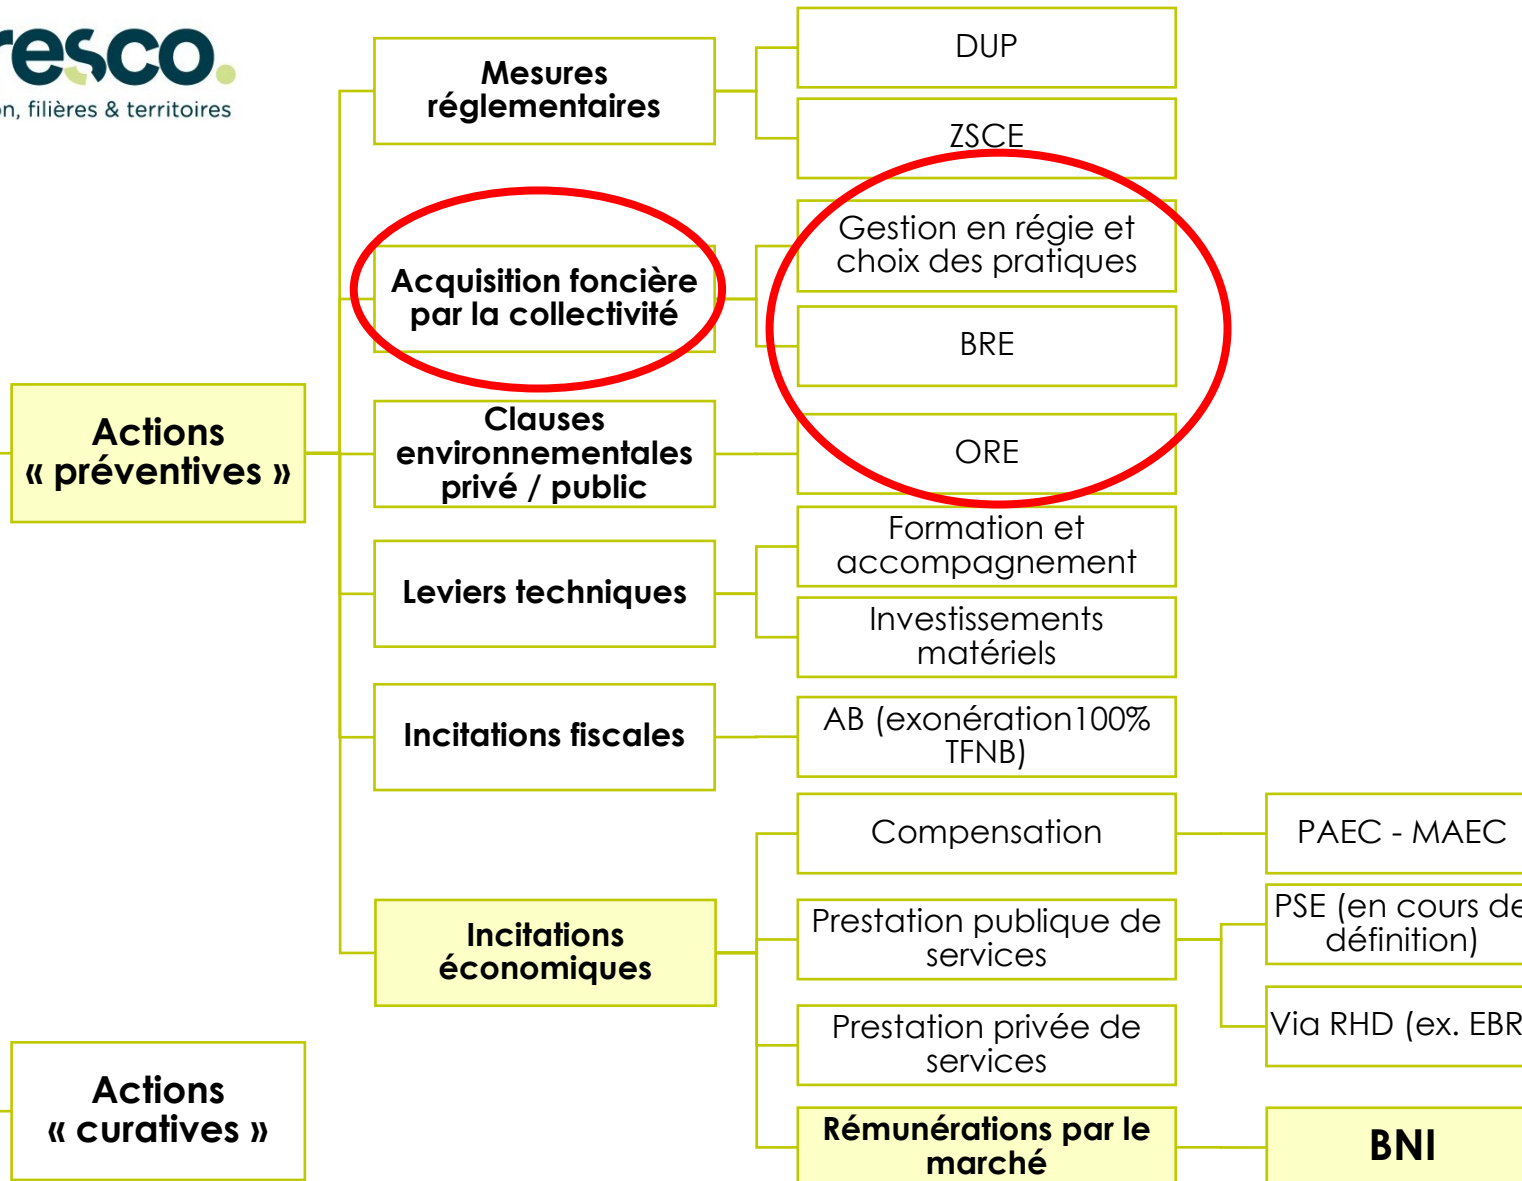 resco.
n, filières & territoires
Mesures
réglementaires
DUP
ZSCE
Acquisition foncière
par la collectivité
Gestion en régie et
choix des pratiques
BRE
Actions
« préventives »
Clauses
environnementales
privé / public
ORE
Leviers techniques
Formation et
accompagnement
Investissements
matériels
Incitations fiscales
AB (exonération100%
TFNB)
Incitations
économiques
Compensation
PAEC - MAEC
Prestation publique de
services
PSE (en cours de
définition)
Via RHD (ex. EBR
Prestation privée de
services
Rémunérations par le
marché
BNI
Actions
« curatives »